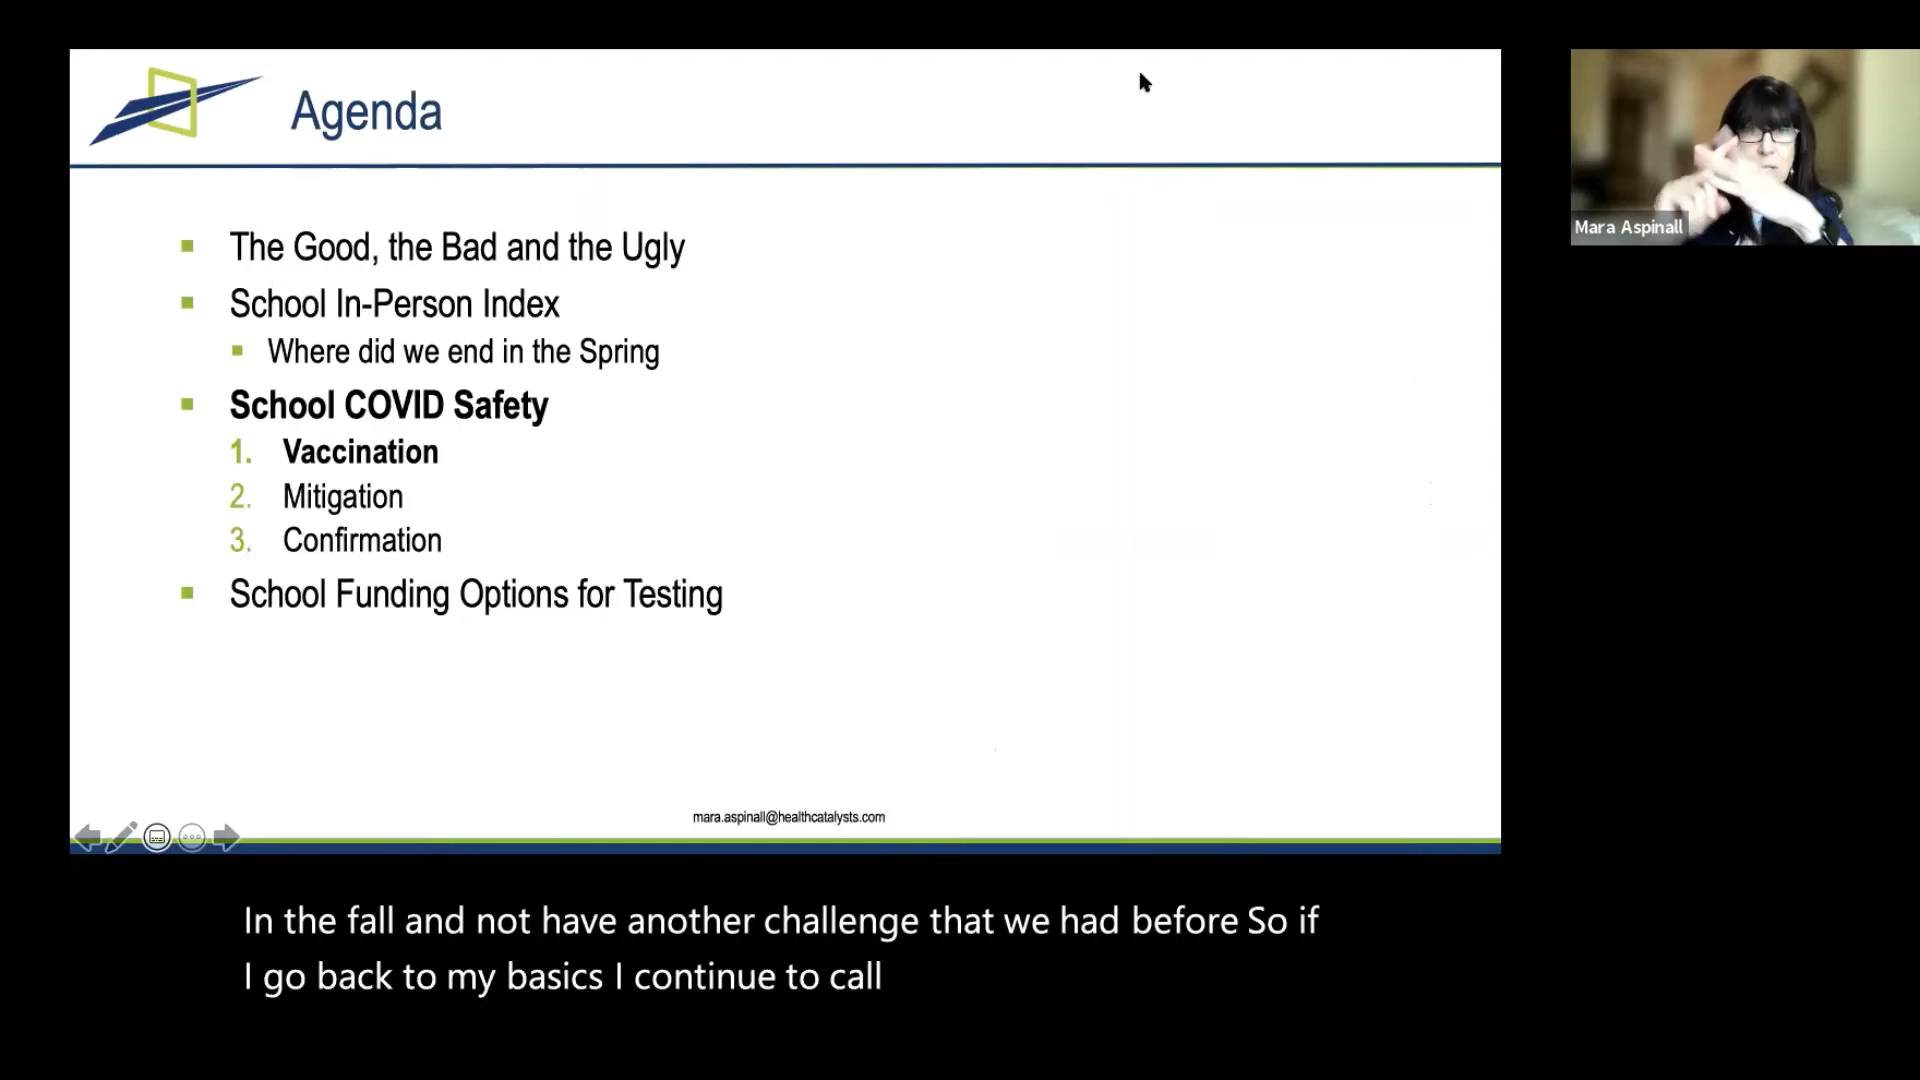 Agenda
The Good, the Bad and the Ugly
School In-Person Index
Where did we end in the Spring
School COVID Safety
1. Vaccination
2. Mitigation
3. Confirmation
School Funding Options for Testing
mara.aspinall@healthcatalysts.com
Mara Aspinall
In the fall and not have another challenge that we had before So if
I go back to my basics I continue to call